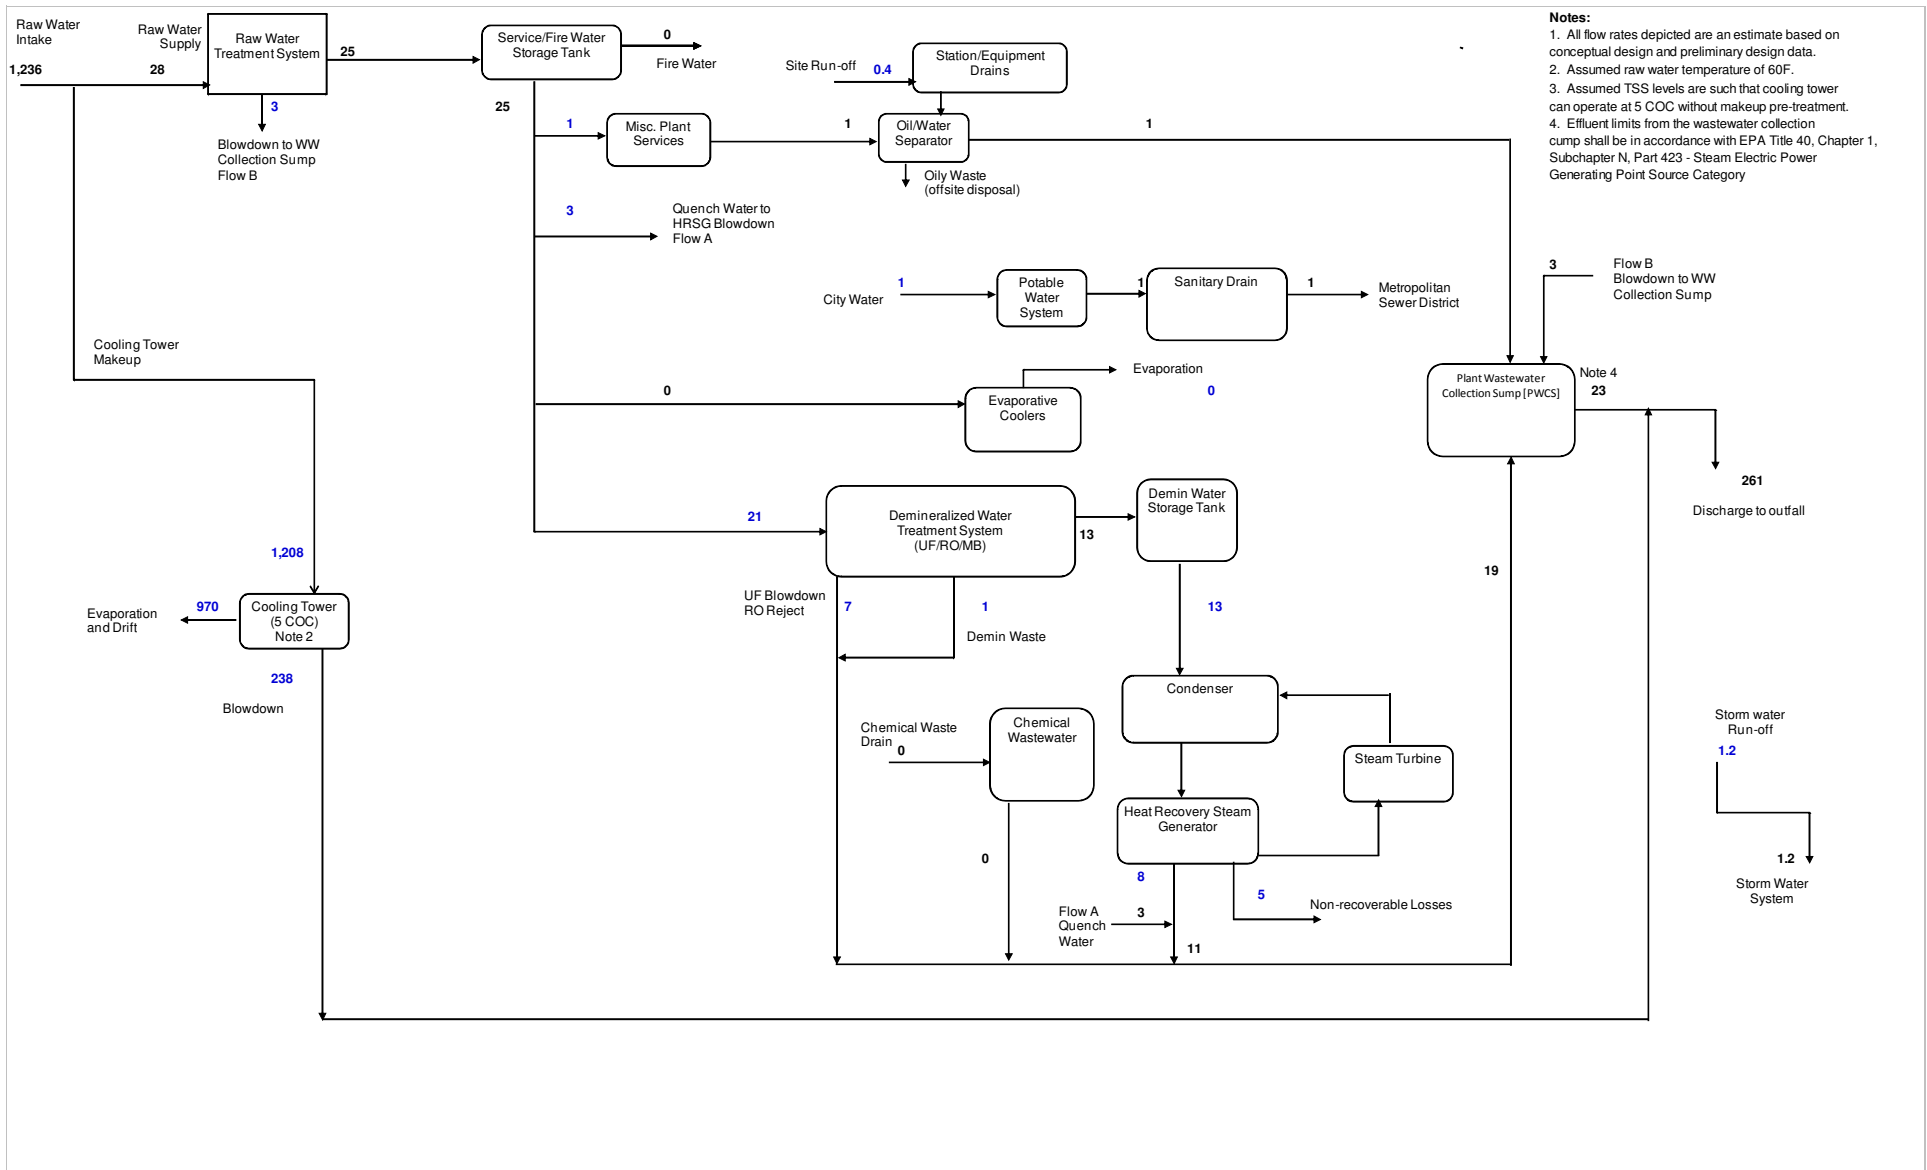 Raw Water
Intake
1,236
Raw Water
Supply
28
Raw Water
Treatment System
25
3
Blowdown to WW
Collection Sump
Flow B
Service/Fire Water
Storage Tank
0
Fire Water
25
Site Run-off
0.4
Station/Equipment
Drains
1
Misc. Plant
Services
1
Oil/Water
Separator
1
Oily Waste
(offsite disposal)
Notes:
1. All flow rates depicted are an estimate based on
conceptual design and preliminary design data.
2. Assumed raw water temperature of 60F.
3. Assumed TSS levels are such that cooling tower
can operate at 5 COC without makeup pre-treatment.
4. Effluent limits from the wastewater collection
cump shall be in accordance with EPA Title 40, Chapter 1,
Subchapter N, Part 423 - Steam Electric Power
Generating Point Source Category
3
Quench Water to
HRSG Blowdown
Flow A
1
City Water
Potable
Water
System
1
Sanitary Drain
1
Metropolitan
Sewer District
3
Flow B
Blowdown to WW
Collection Sump
Cooling Tower
Makeup
0
Evaporative
Coolers
Evaporation
0
Plant Wastewater
Collection Sump [PWCS]
Note 4
23
261
Discharge to outfall
21
Demineralized Water
Treatment System
(UF/RO/MB)
13
Demin Water
Storage Tank
19
1,208
Evaporation
and Drift
970
Cooling Tower
(5 COC)
Note 2
238
Blowdown
UF Blowdown
RO Reject
7
1
Demin Waste
13
Condenser
Chemical Waste
Drain
0
Chemical
Wastewater
0
Steam Turbine
Heat Recovery Steam
Generator
8
5
Non-recoverable Losses
Flow A
Quench
Water
3
11
Storm water
Run-off
1.2
1.2
Storm Water
System